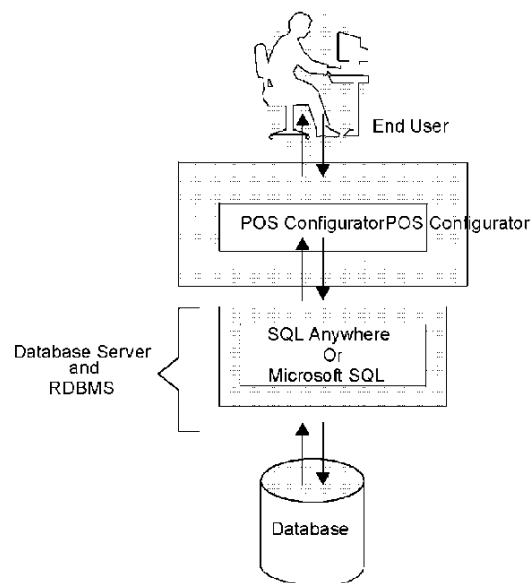 End User
POS ConfiguratorPOS Configurator
SQL Anywhere
Or
Microsoft SQL
Database Server
and
RDBMS
Database